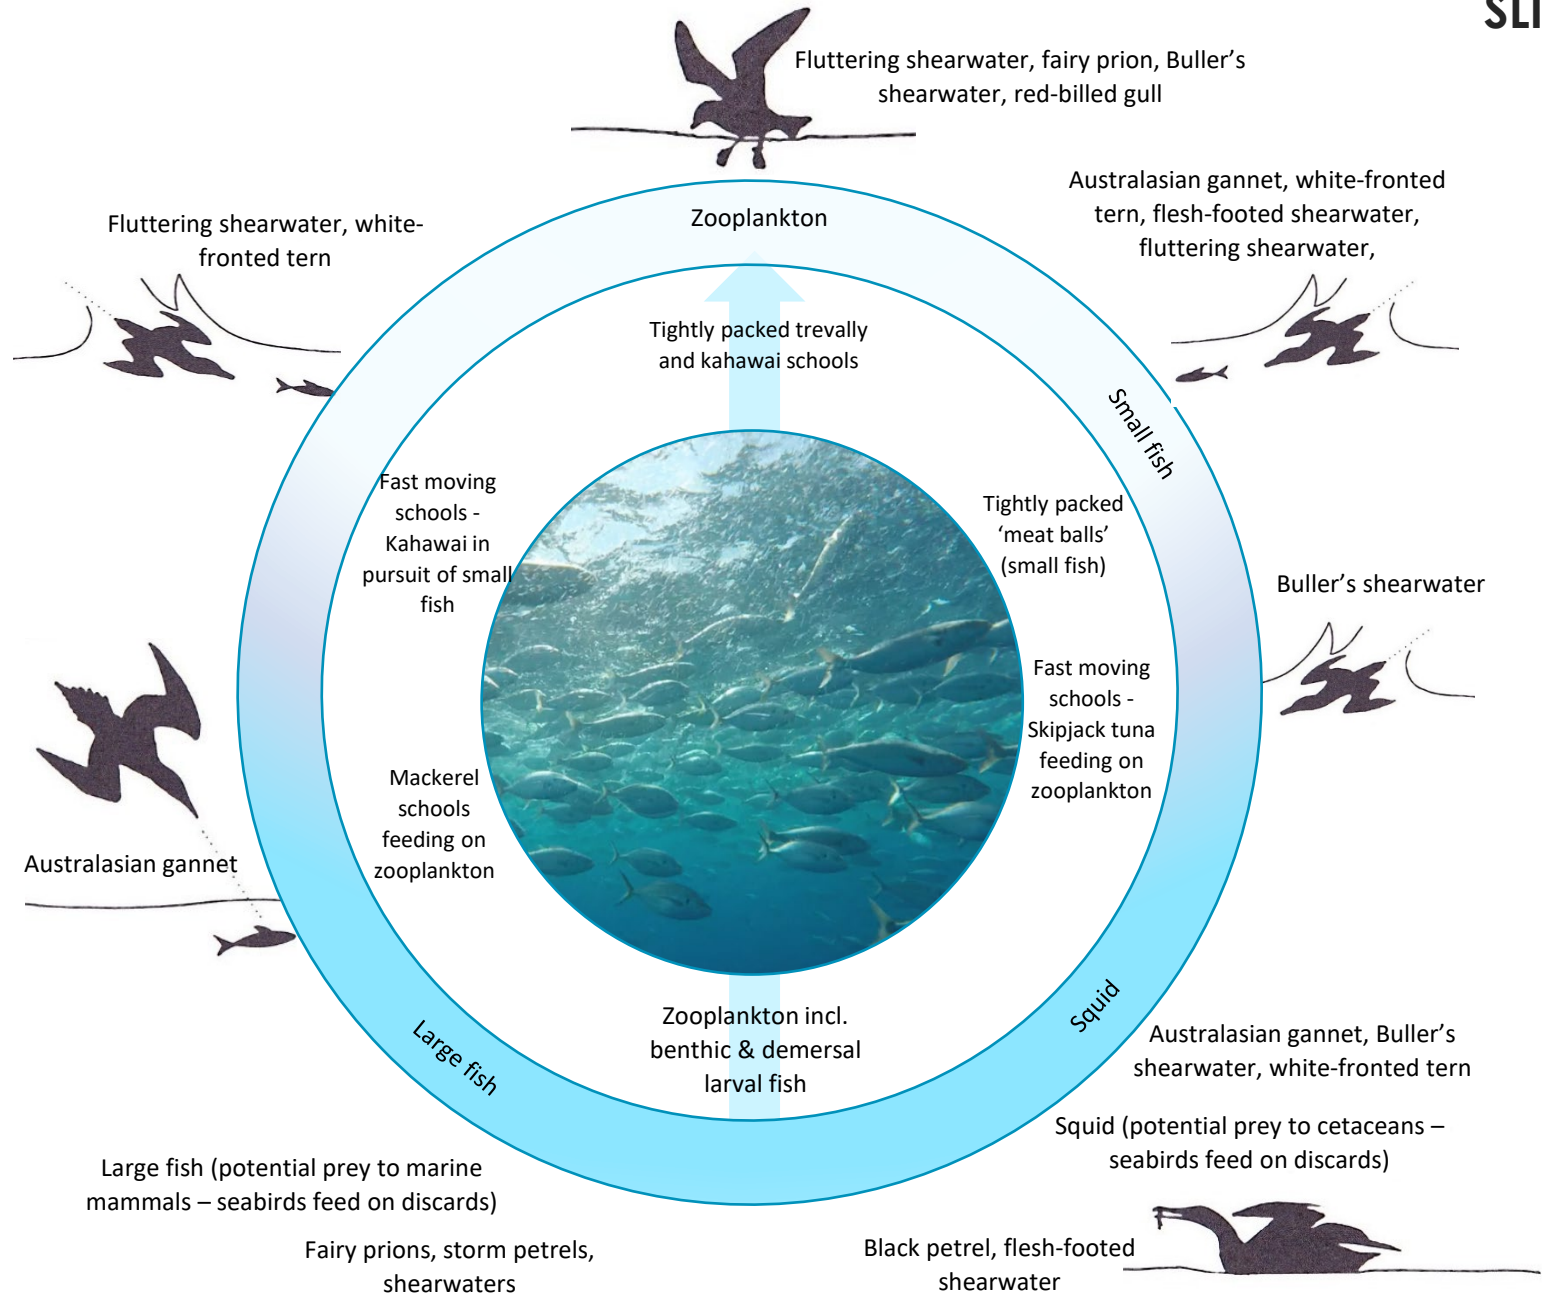 SLI
Fluttering shearwater, fairy prion, Buller's
shearwater, red-billed gull
Australasian gannet, white-fronted
tern, flesh-footed shearwater,
fluttering shearwater,
Fluttering shearwater, white-
fronted tern
Zooplankton
Tightly packed trevally
and kahawai schools
Small fish
Fast moving
schools -
Kahawai in
pursuit of small
fish
Tightly packed
‘meat balls’
(small fish)
Buller’s shearwater
Fast moving
schools -
Skipjack tuna
feeding on
zooplankton
Mackerel
schools
feeding on
zooplankton
Australasian gannet
Squid
Zooplankton incl.
benthic & demersal
larval fish
Large fish
Australasian gannet, Buller’s
shearwater, white-fronted tern
Squid (potential prey to cetaceans –
seabirds feed on discards)
Large fish (potential prey to marine
mammals – seabirds feed on discards)
Fairy prions, storm petrels,
shearwaters
Black petrel, flesh-footed
shearwater